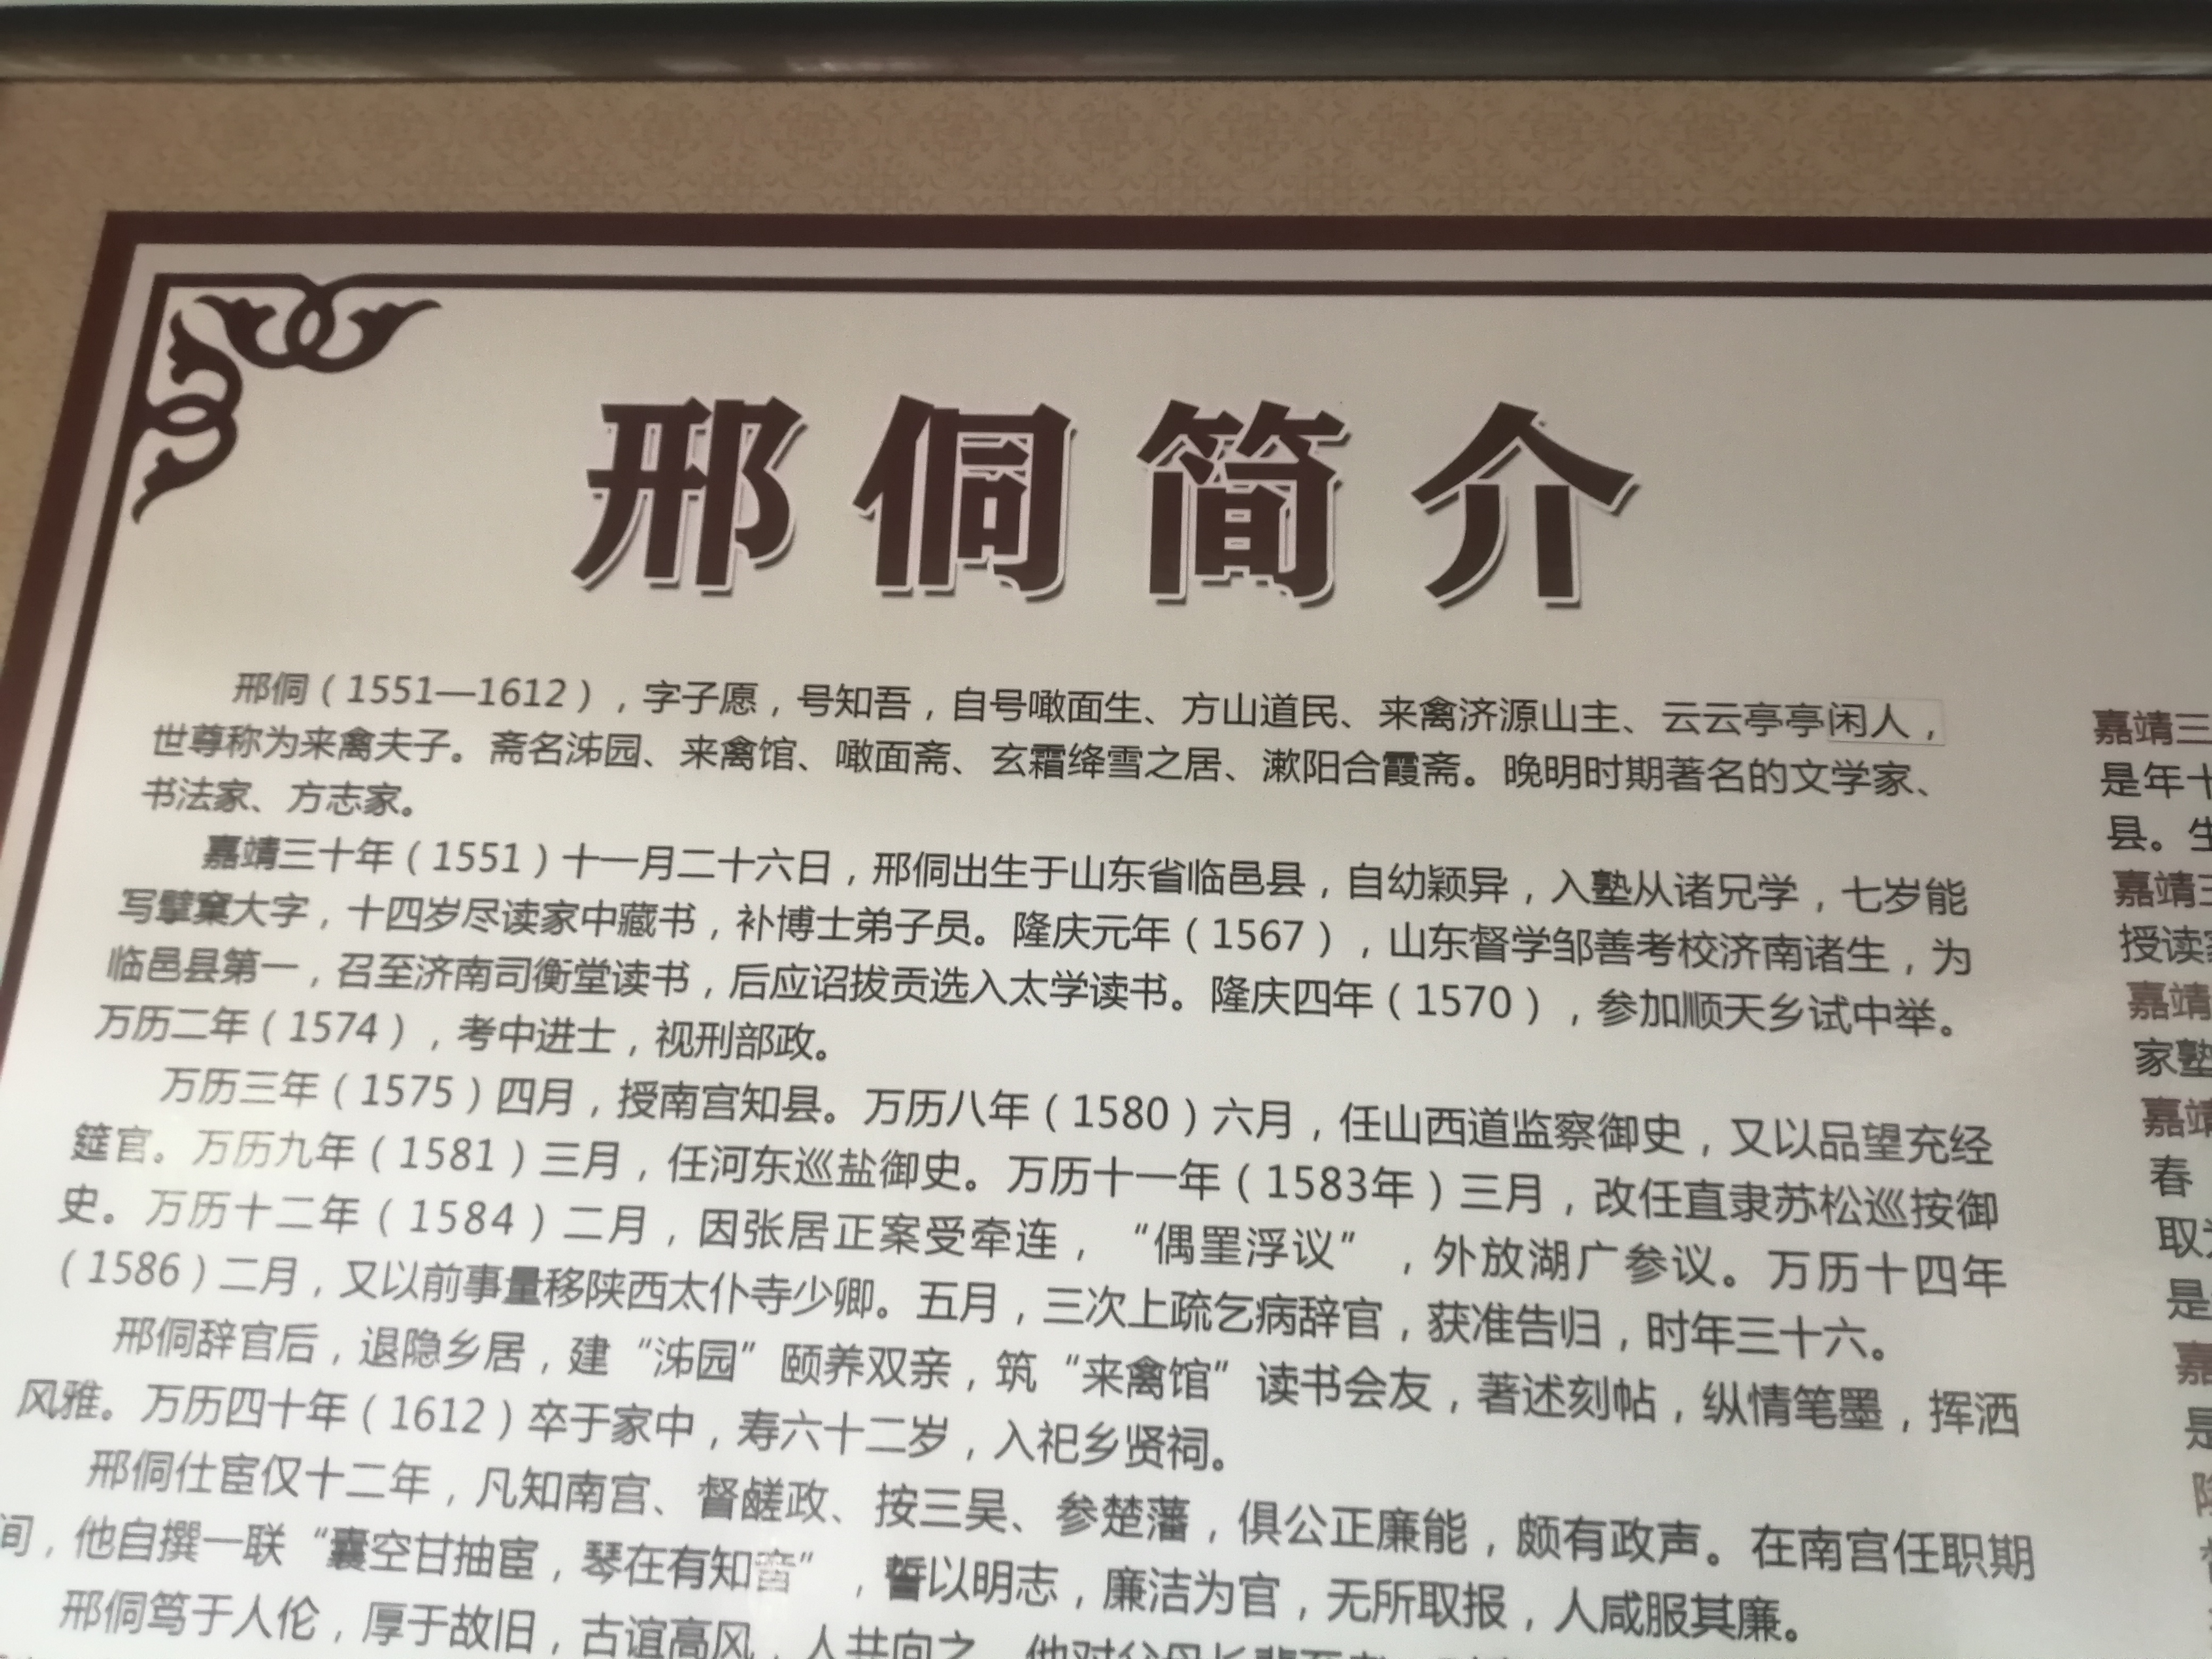 邢侗简介
邢侗（1551—1612），字子愿，号知吾，自号噉面生、方山道民、来禽济源山主、云云亭亭闲人，
世尊称为来禽夫子。斋名泲园、来禽馆、噉面斋、玄霜绛雪之居、漱阳合霞斋。晚明时期著名的文学家、
书法家、方志家。
嘉靖三十年（1551）十一月二十六日，邢侗出生于山东省临邑县，自幼颖异，入塾从诸兄学，七岁能
写擘窠大字，十四岁尽读家中藏书，补博士弟子员。隆庆元年（1567），山东督学邹善考校济南诸生，为
临邑县第一，召至济南司衡堂读书，后应诏拔贡选入太学读书。隆庆四年（1570），参加顺天乡试中举。
万历二年（1574），考中进士，视刑部政。
万历三年（1575）四月，授南宫知县。万历八年（1580）六月，任山西道监察御史，又以品望充经
筵官。万历九年（1581）三月，任河东巡盐御史。万历十一年（1583年）三月，改任直隶苏松巡按御
史。万历十二年（1584）二月，因张居正案受牵连，“偶罣浮议”，外放湖广参议。万历十四年
（1586）二月，又以前事量移陕西太仆寺少卿。五月，三次上疏乞病辞官，获准告归，时年三十六。
邢侗辞官后，退隐乡居，建“泲园”颐养双亲，筑“来禽馆”读书会友，著述刻帖，纵情笔墨，挥洒
风雅。万历四十年（1612）卒于家中，寿六十二岁，入祀乡贤祠。
邢侗仕宦仅十二年，凡知南宫、督鹾政、按三吴、参楚藩，俱公正廉能，颇有政声。在南宫任职期
间，他自撰一联“囊空甘抽宦，琴在有知音”，誓以明志，廉洁为官，无所取报，人咸服其廉。
邢侗笃于人伦，厚于故旧，古谊高风，人共向之。他对父母长辈至
嘉靖三
是年十
县。生
嘉靖三
授读
嘉靖
家塾
嘉靖
春
取
是
嘉
是